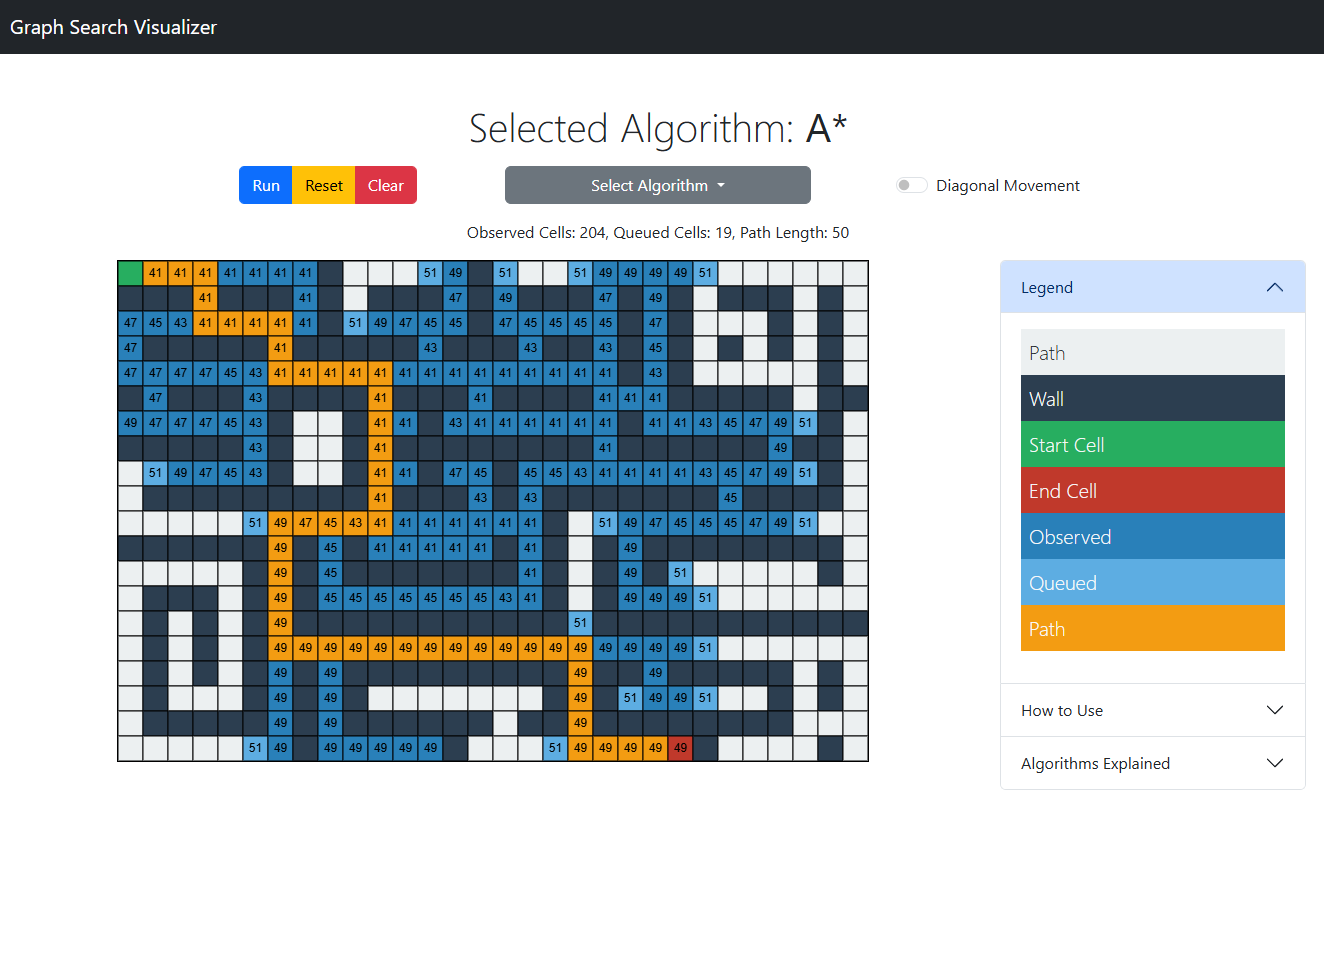 Graph Search Visualizer
Selected Algorithm: A*
Run Reset Clear Select Algorithm Diagonal Movement
Observed Cells: 204, Queued Cells: 19, Path Length: 50
41 41 41 41 41 41 41 51 49 51 51 49 49 49 49 51
41 41 47 49 47 49
47 45 43 41 41 41 41 41 51 49 47 45 45 47 45 45 45 45 47
47 41 43 43 43 45
47 47 47 47 45 43 41 41 41 41 41 41 41 41 41 41 41 41 41 41 43
47 43 41 41 41 41 41
49 47 47 47 45 43 41 41 43 41 41 41 41 41 41 41 41 43 45 47 49 51
43 41 41 49
51 49 47 45 43 41 41 47 45 45 45 43 41 41 41 41 43 45 47 49 51
41 43 43 45
51 49 47 45 43 41 41 41 41 41 41 41 51 49 47 45 45 45 47 49 51
49 45 41 41 41 41 41 41 49
49 45 41 49 51
49 45 45 45 45 45 45 45 43 41 49 49 49 51
49 51
49 49 49 49 49 49 49 49 49 49 49 49 49 49 49 49 49 51
49 49 49 49
49 49 49 51 49 49 51
49 49 49
51 49 49 49 49 49 49 51 49 49 49 49 49
Legend
Path
Wall
Start Cell
End Cell
Observed
Queued
Path
How to Use
Algorithms Explained